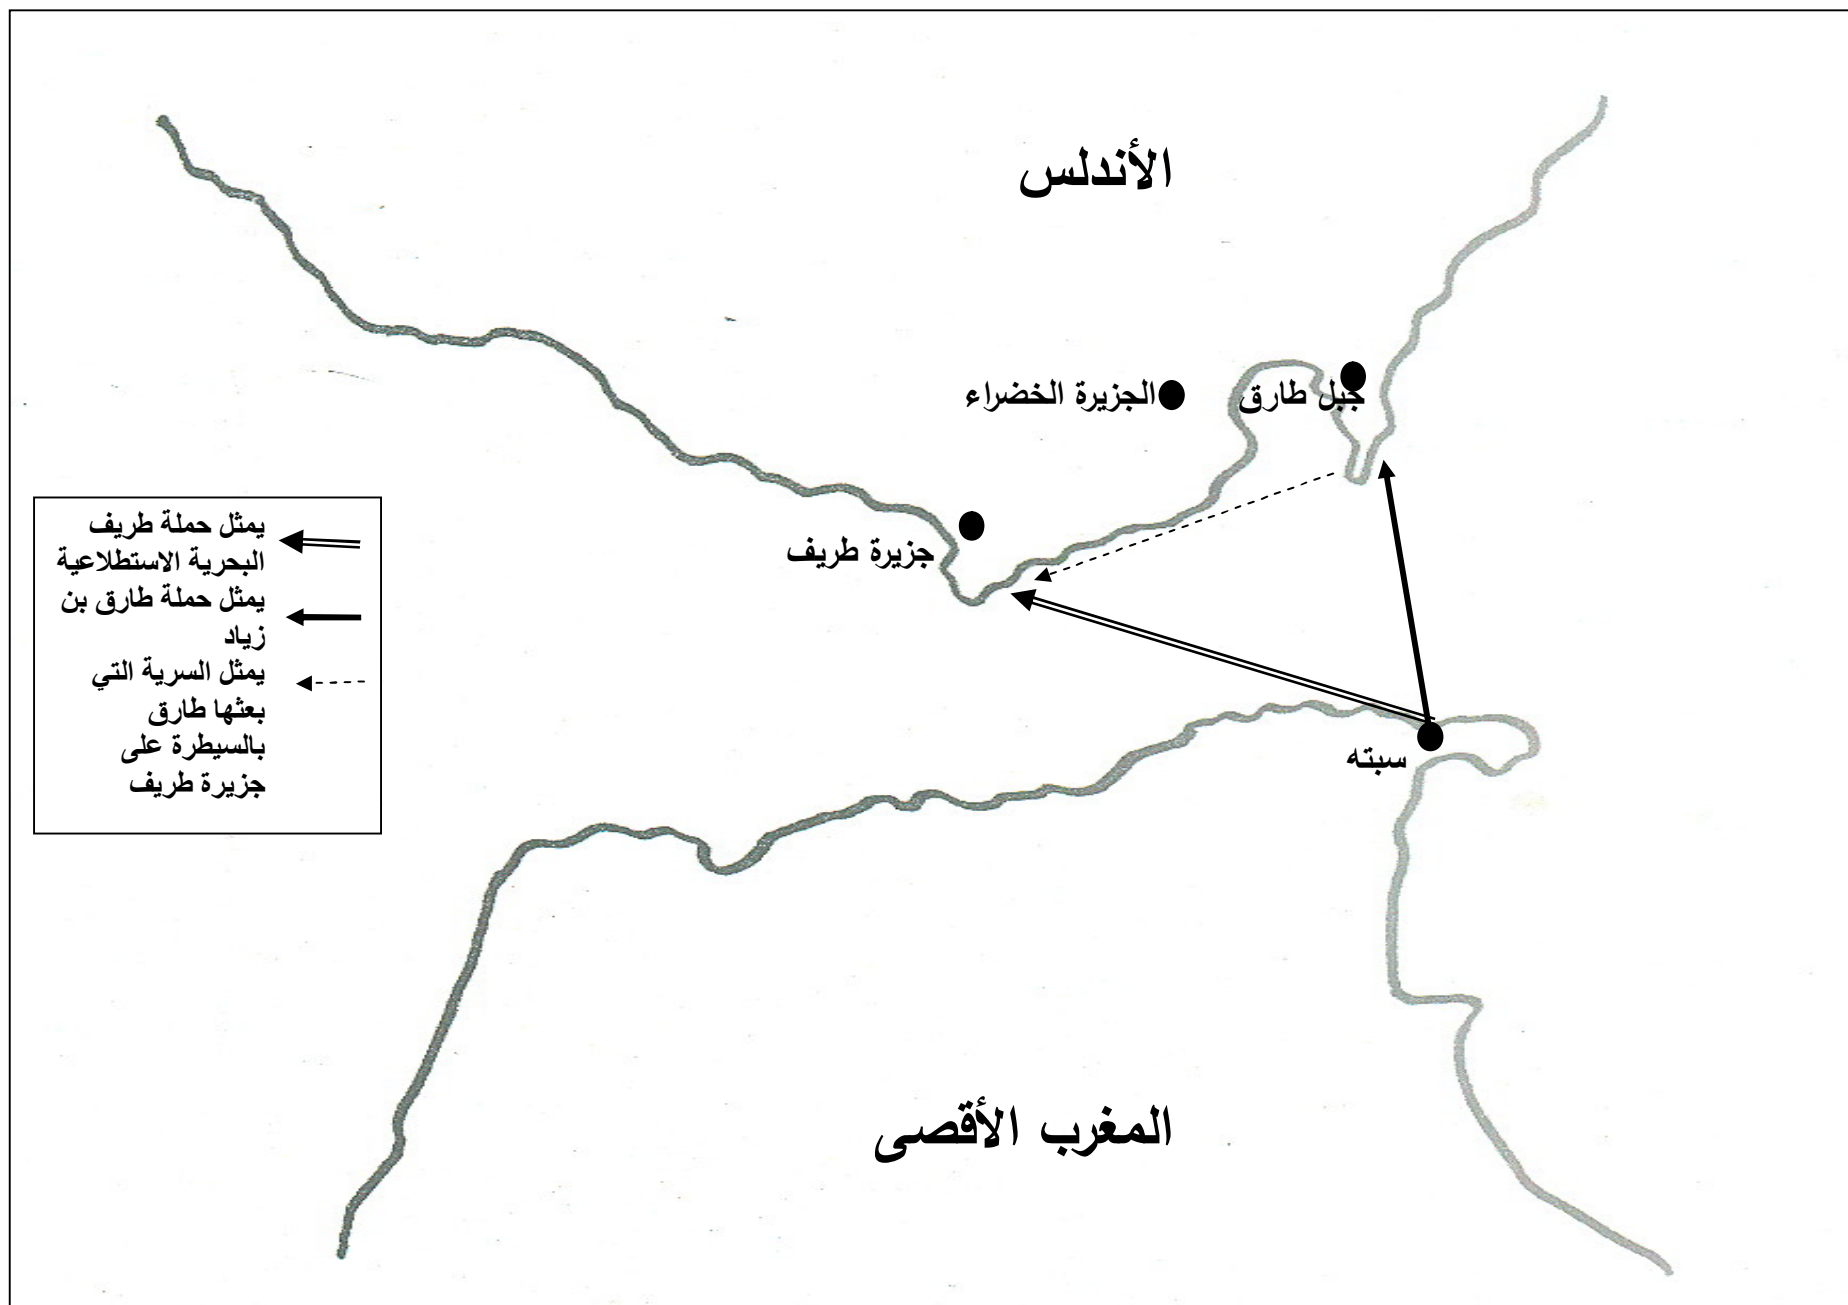 الأندلس
جبل طارق
الجزيرة الخضراء
جزيرة طريف
يمثل حملة طريف
البحرية الاستطلاعية
يمثل حملة طارق بن
زياد
يمثل السرية التي
بعثها طارق
بالسيطرة على
جزيرة طريف
سبته
المغرب الأقصى